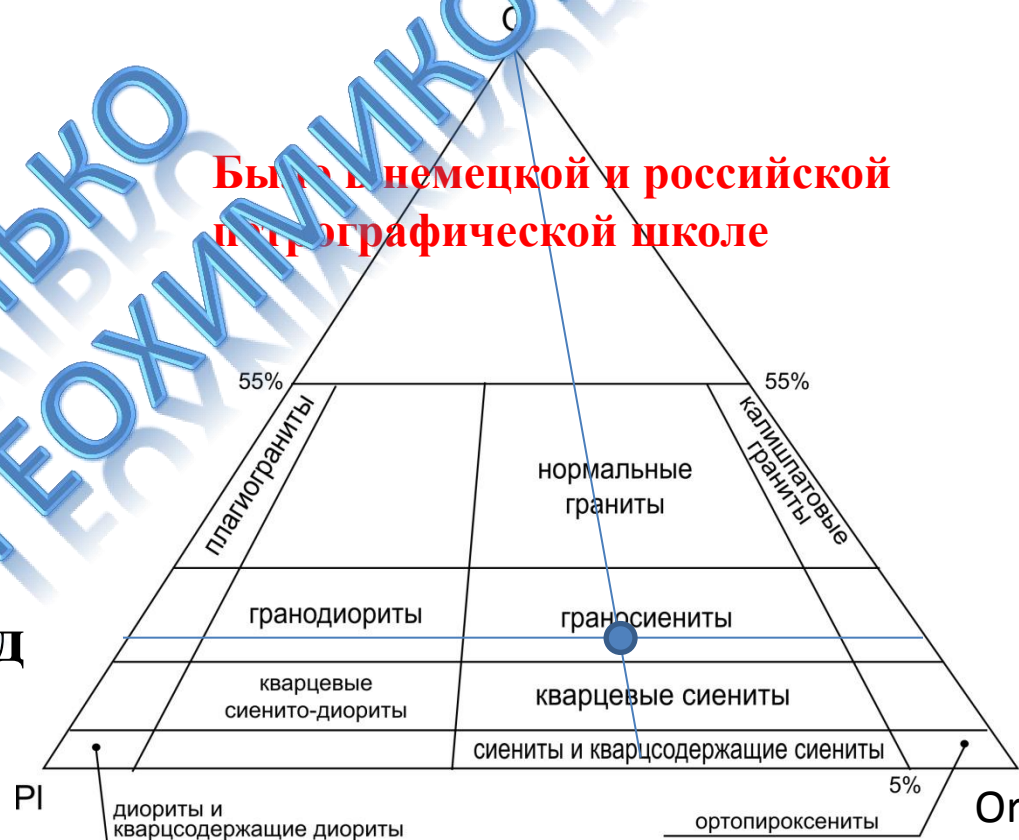 Было в немецкой и российской
петрографической школе
55%
55%
плагиограниты
нормальные
граниты
калишпатовые
граниты
гранодиориты
граносиениты
д
кварцевые
сиенито-диориты
кварцевые сиениты
сиениты и кварцсодержащие сиениты
5%
Pl
Or
диориты и
кварцсодержащие диориты
ортопироксениты